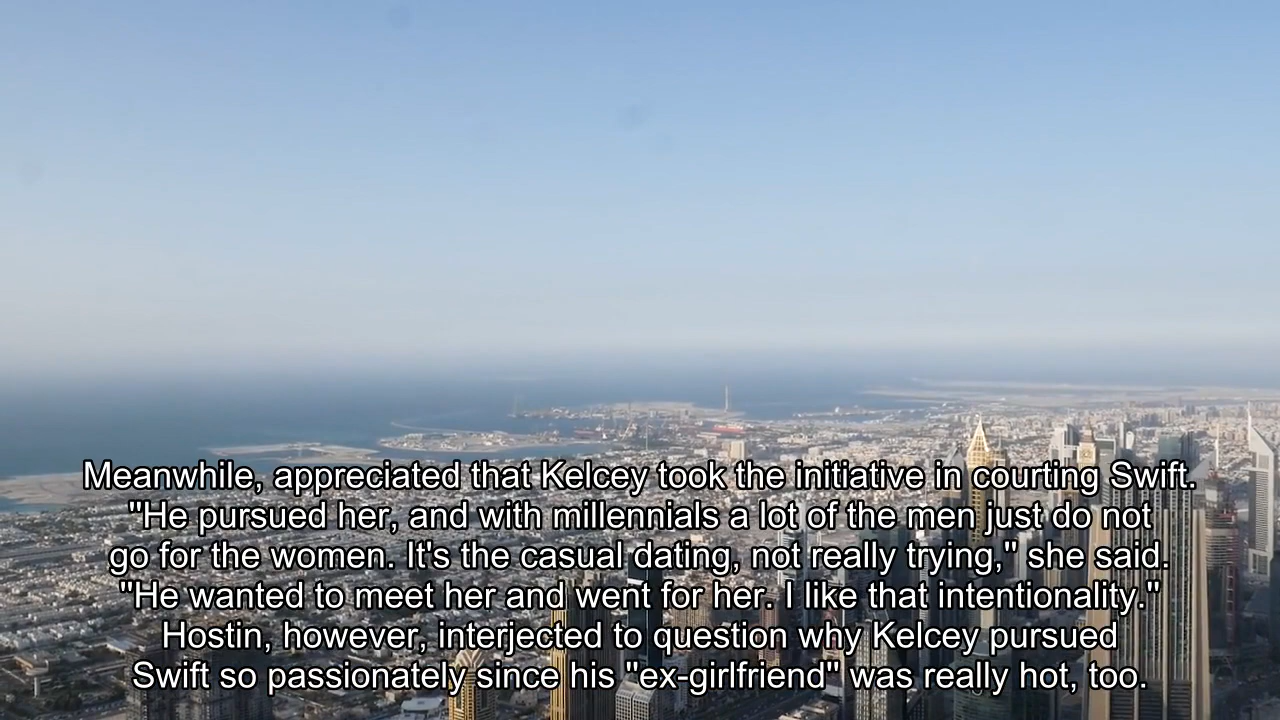 Meanwhile, appreciated that Kelcey took the initiative in courting Swift.
"He pursued her, and with millennials a lot of the men just do not
go for the women. It's the casual dating, not really trying," she said.
"He wanted to meet her and went for her. I like that intentionality."
Hostin, however, interjected to question why Kelcey pursued
Swift so passionately since his "ex-girlfriend" was really hot, too.